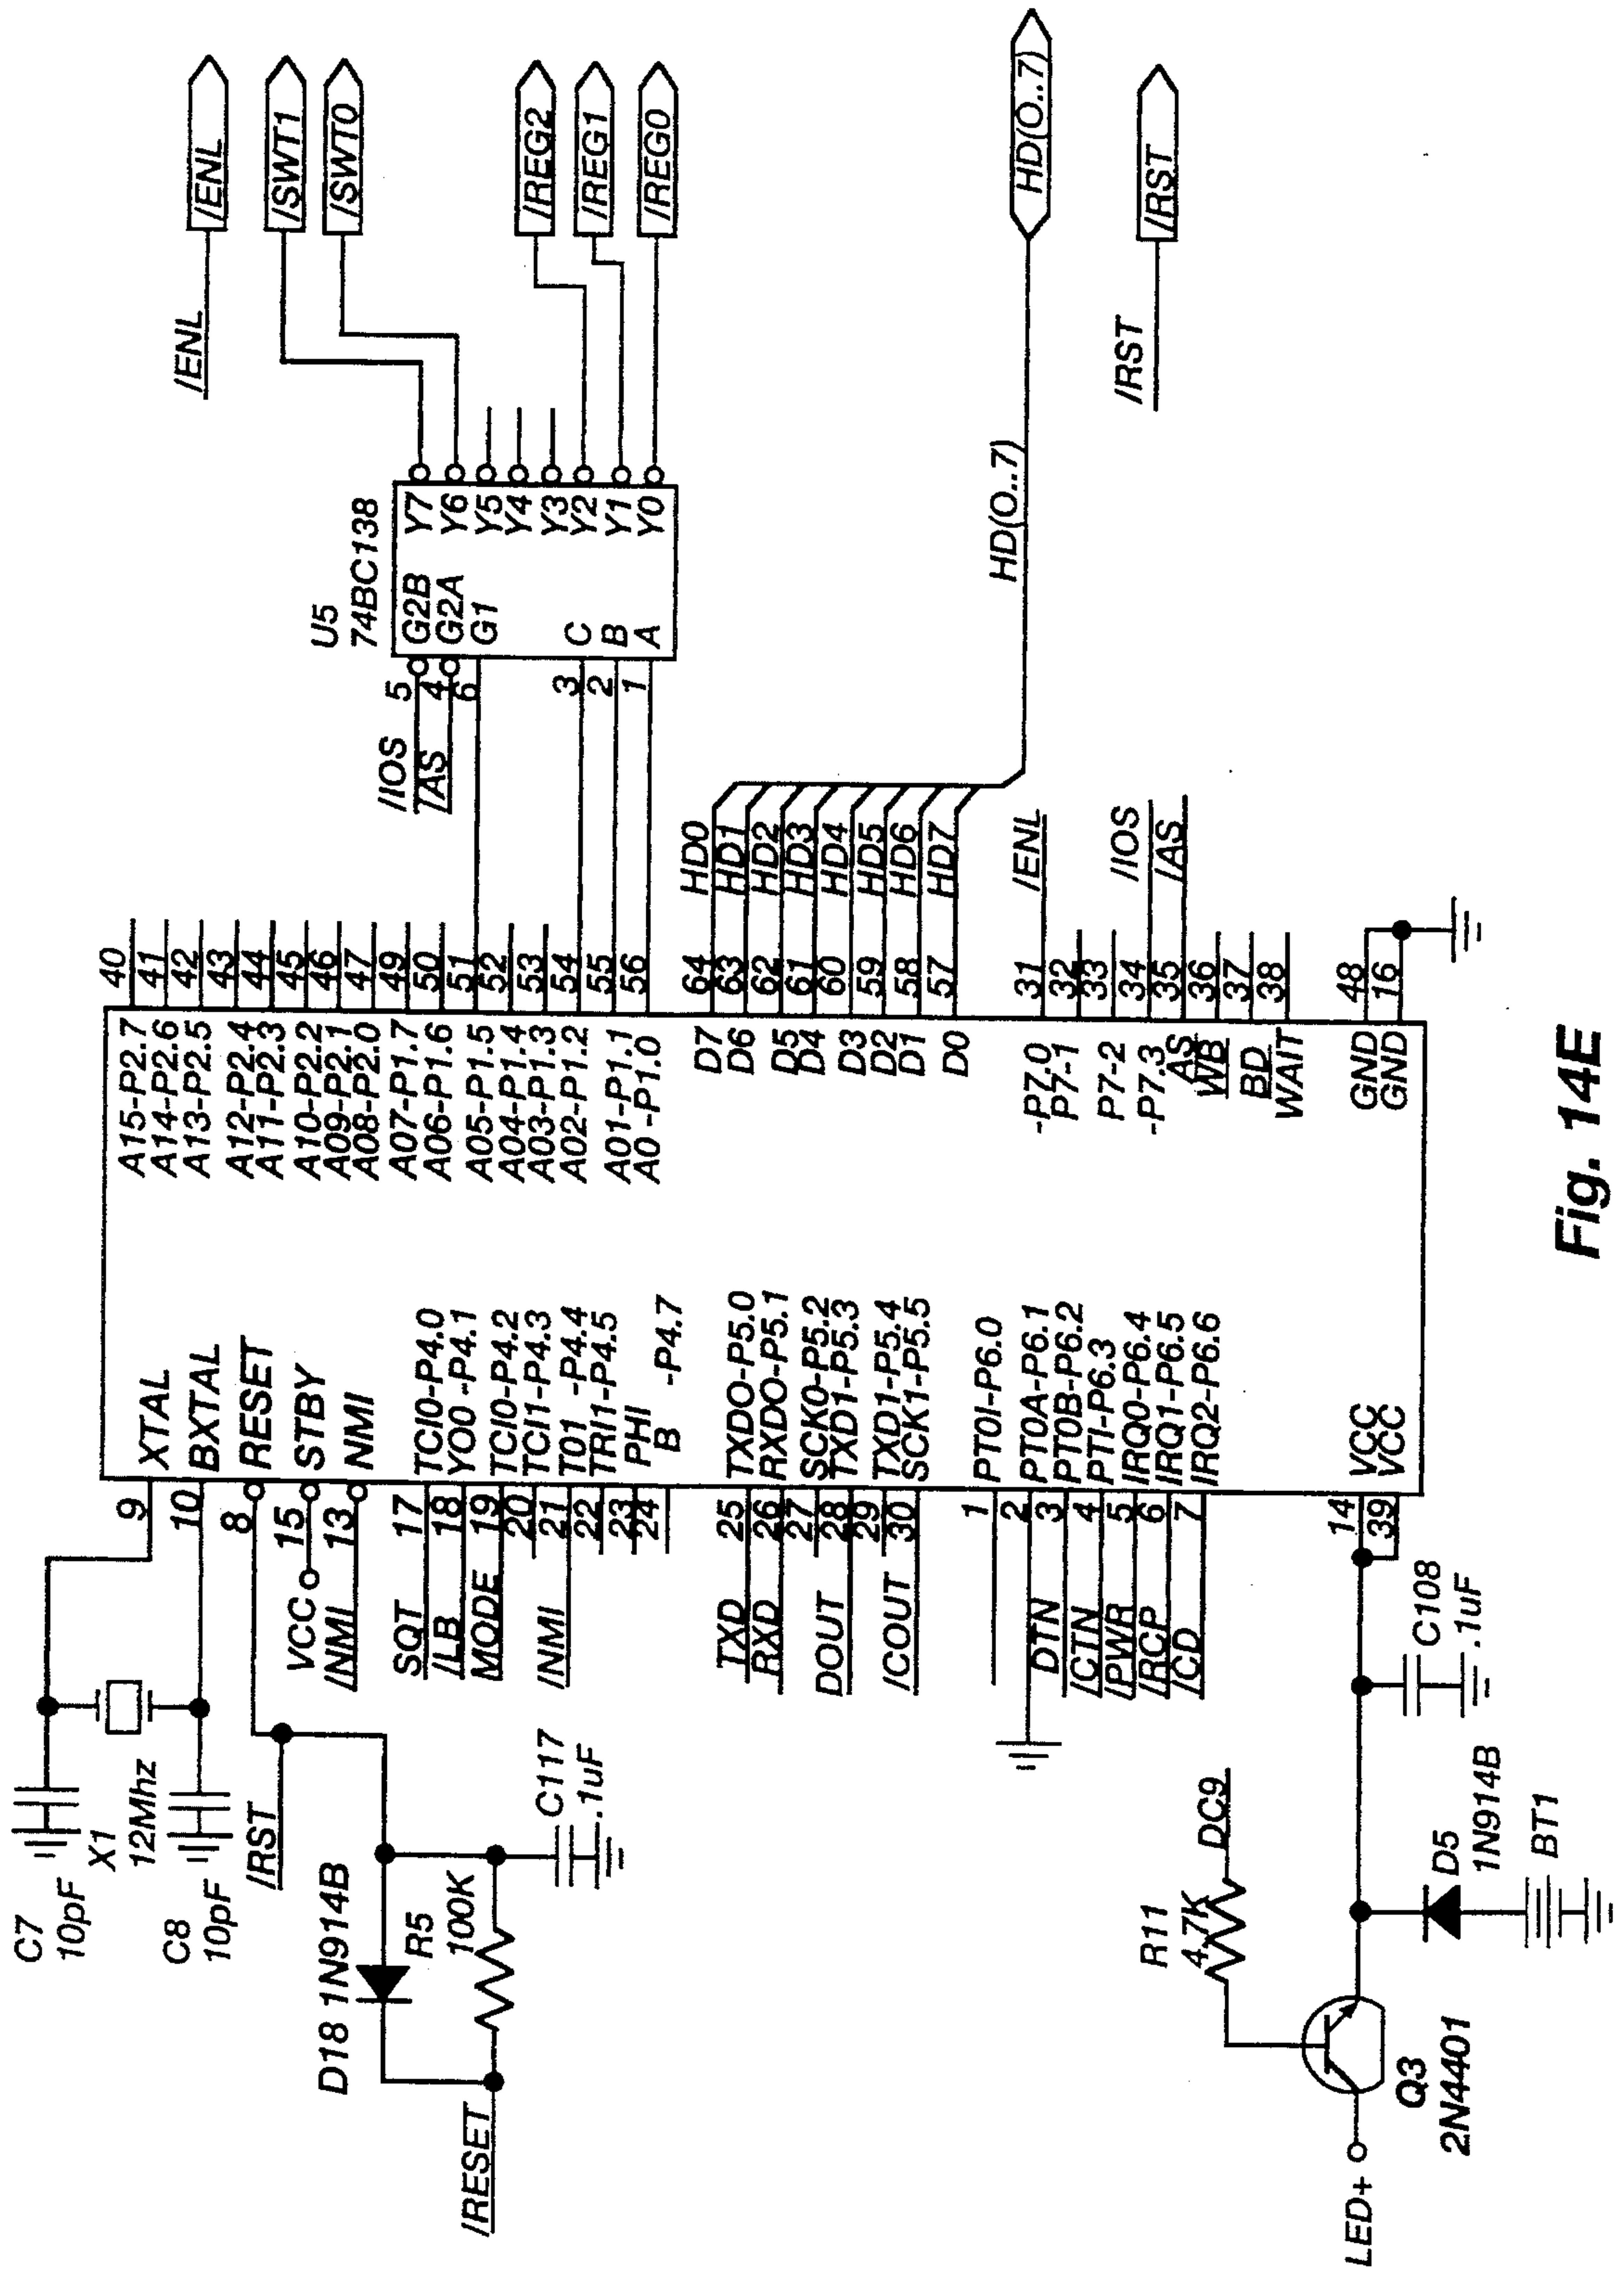 C7
10pF
X1
12Mhz
C8
10pF
/RST
D18 1N914B
R5
100K
C117
.1uF
/RESET
VCC
/NMI
SQT
/LB
MODE
/NMI
TXD
RXD
DOUT
/COUT
DTN
/CTN
/PWR
/RCP
/CD
R11
4.7K
DC9
LED+
Q3
2N4401
D5
1N914B
BT1
C108
.1uF
9 XTAL
10 BXTAL
8 RESET
15 STBY
13 NMI
17 TCI0-P4.0
18 YO0 -P4.1
19 TCI0-P4.2
20 TCI1-P4.3
21 T01 -P4.4
22 TRI1-P4.5
23 PHI
24 B -P4.7
25 TXDO-P5.0
26 RXDO-P5.1
27 SCK0-P5.2
28 TXD1-P5.3
29 TXD1-P5.4
30 SCK1-P5.5
1 PT0I-P6.0
2 PT0A-P6.1
3 PT0B-P6.2
4 PTI-P6.3
5 IRQ0-P6.4
6 IRQ1-P6.5
7 IRQ2-P6.6
14 VCC
39 VCC
A15-P2.7 40
A14-P2.6 41
A13-P2.5 42
A12-P2.4 43
A11-P2.3 44
A10-P2.2 45
A09-P2.1 46
A08-P2.0 47
A07-P1.7 49
A06-P1.6 50
A05-P1.5 51
A04-P1.4 52
A03-P1.3 53
A02-P1.2 54
A01-P1.1 55
A0 -P1.0 56
D7 64 HD0
D6 63 HD1
D5 62 HD2
D4 61 HD3
D3 60 HD4
D2 59 HD5
D1 58 HD6
D0 57 HD7
-P7.0 31 /ENL
P7-1 32
P7-2 33
-P7.3 34 /IOS
AS 35 /AS
WB 36
BD 37
WAIT 38
GND 48
GND 16
/IOS
/AS
5
4
6
3
2
1
U5
74BC138
G2B Y7
G2A Y6
G1 Y5
Y4
Y3
C Y2
B Y1
A Y0
/ENL
/ENL
/SWT1
/SWT0
/REG2
/REG1
/REG0
HD(O..7)
HD(O..7)
/RST
/RST
Fig. 14E